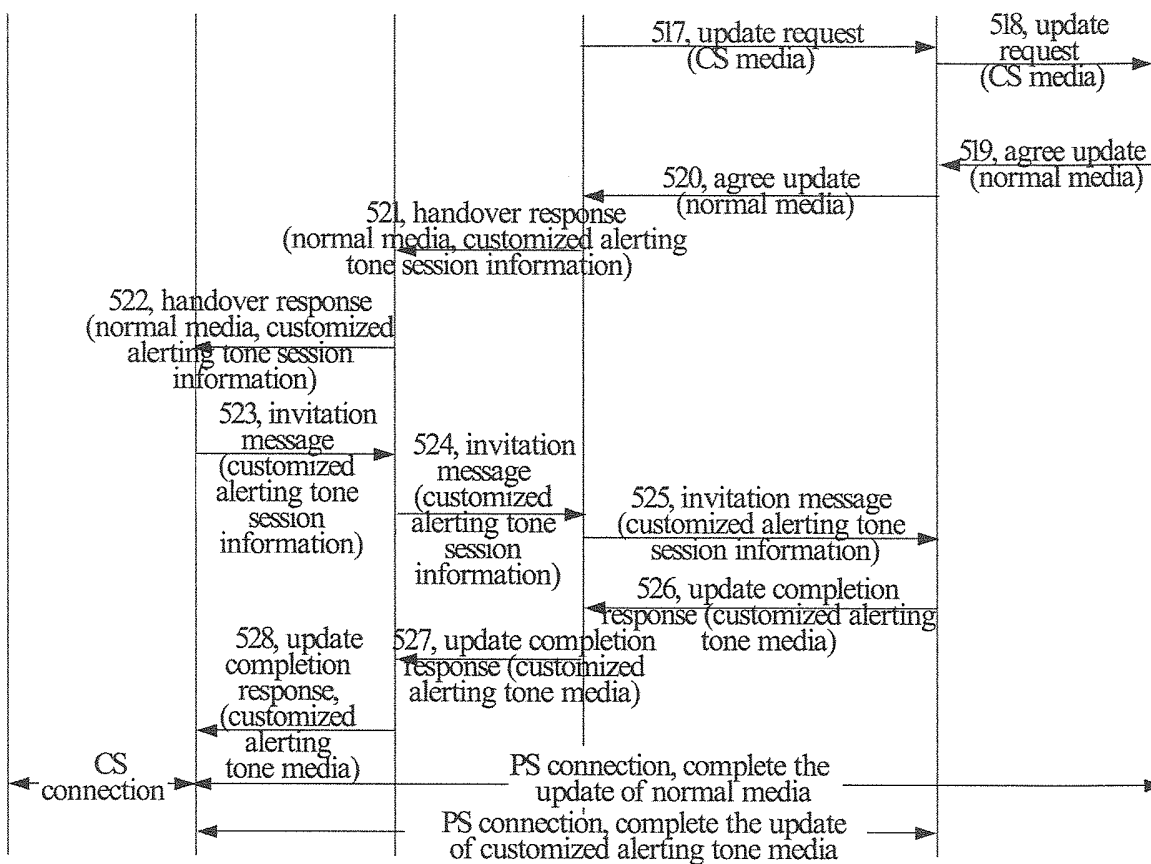 517, update request
(CS media)
518, update
request
(CS media)
519, agree update
(normal media)
520, agree update
(normal media)
521, handover response
(normal media, customized alerting
tone session information)
522, handover response
(normal media, customized
alerting tone session
information)
523, invitation
message
(customized
alerting tone
session
information)
524, invitation
message
(customized
alerting tone
session
information)
525, invitation message
(customized alerting tone
session information)
526, update completion
response (customized alerting
tone media)
527, update completion
response (customized
alerting tone media)
528, update
completion
response,
(customized
alerting
tone media)
CS
connection
PS connection, complete the
update of normal media
PS connection, complete the update
of customized alerting tone media